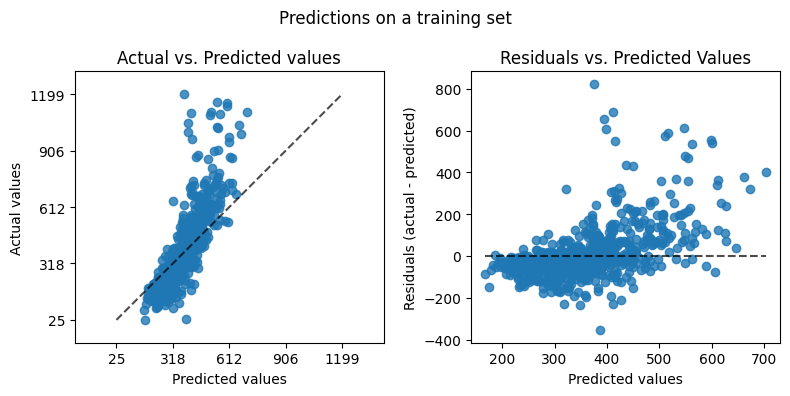 Predictions on a training set
Actual vs. Predicted values
Actual values
1199
906
612
318
25
25 318 612 906 1199
Predicted values
Residuals vs. Predicted Values
Residuals (actual - predicted)
800
600
400
200
0
−200
−400
200 300 400 500 600 700
Predicted values